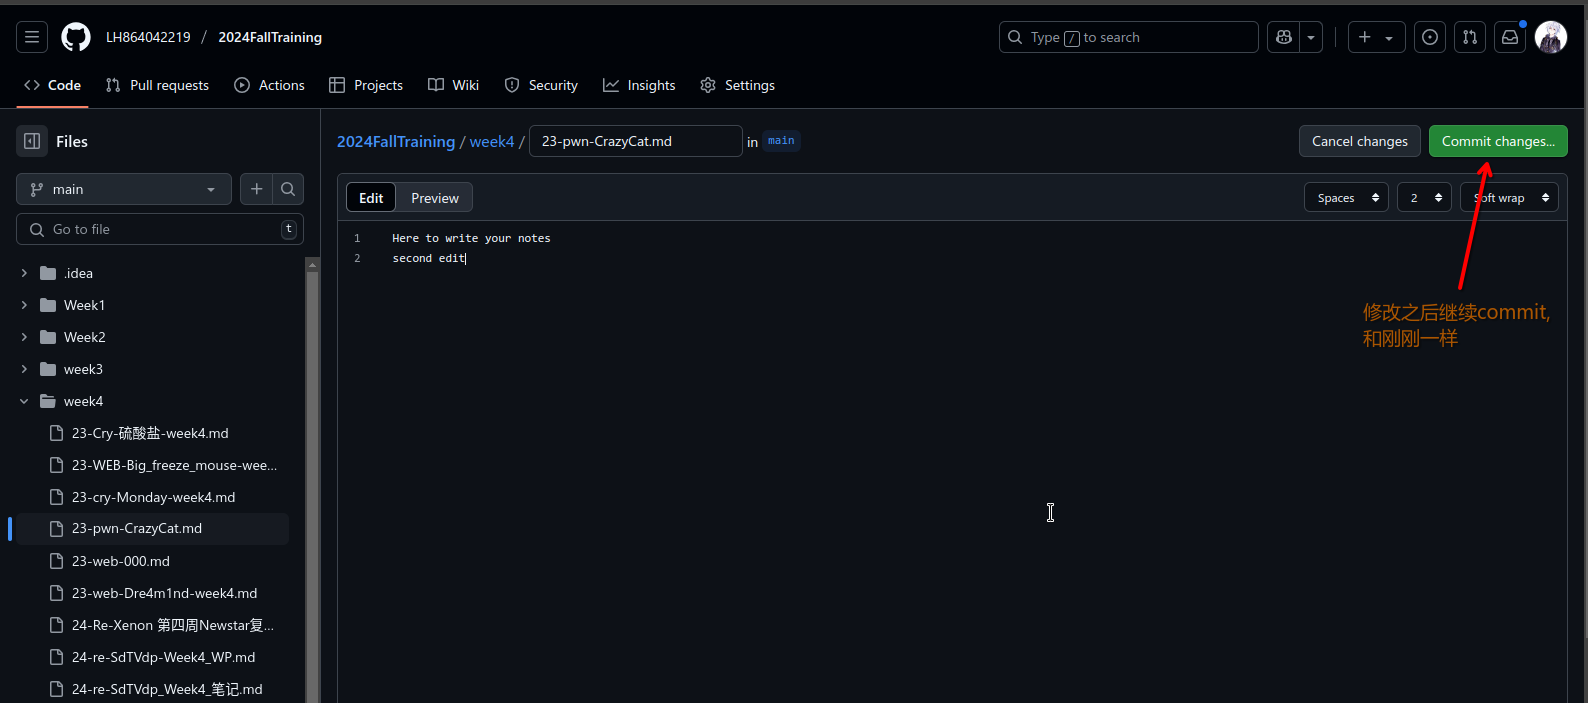 LH864042219 / 2024FallTraining
Type / to search
Code Pull requests Actions Projects Wiki Security Insights Settings
Files
2024FallTraining / week4 / 23-pwn-CrazyCat.md in main
Cancel changes Commit changes...
main
Edit Preview
Spaces 2 Soft wrap
Go to file t
1 Here to write your notes
2 second edit
修改之后继续commit,
和刚刚一样
.idea
Week1
Week2
week3
week4
23-Cry-硫酸盐-week4.md
23-WEB-Big_freeze_mouse-wee...
23-cry-Monday-week4.md
23-pwn-CrazyCat.md
23-web-000.md
23-web-Dre4m1nd-week4.md
24-Re-Xenon 第四周Newstar复...
24-re-SdTVdp-Week4_WP.md
24-re-SdTVdp_Week4_笔记.md